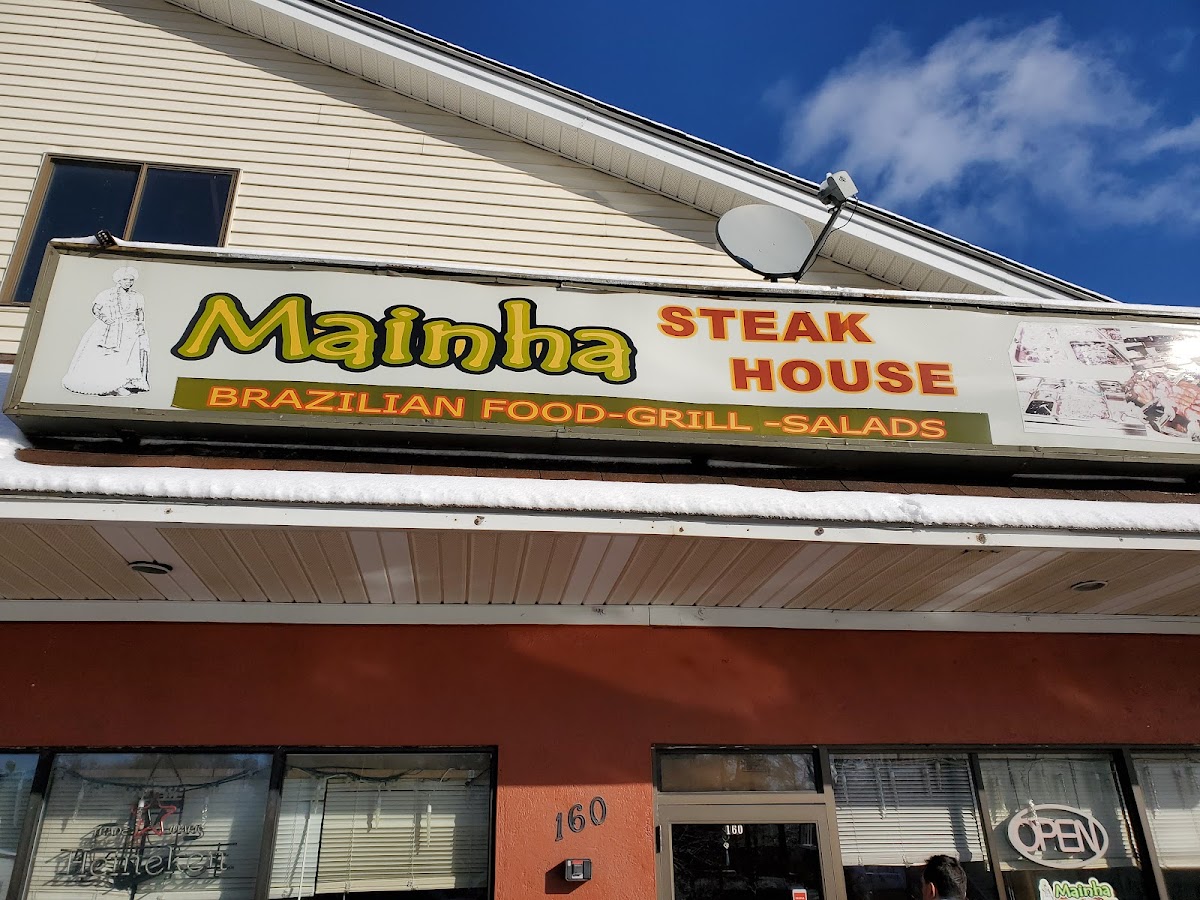 Mainha
STEAK
HOUSE
BRAZILIAN FOOD-GRILL -SALADS
160
160
Heineken
OPEN
Mainha